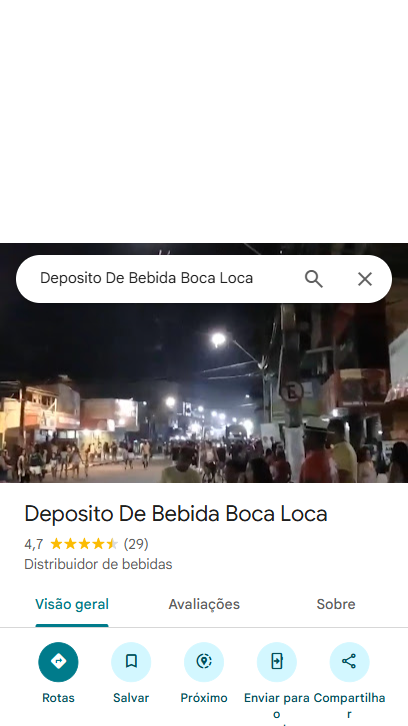 Deposito De Bebida Boca Loca
E
Deposito De Bebida Boca Loca
4,7 (29)
Distribuidor de bebidas
Visão geral Avaliações Sobre
Rotas Salvar Próximo Enviar para o Compartilhar